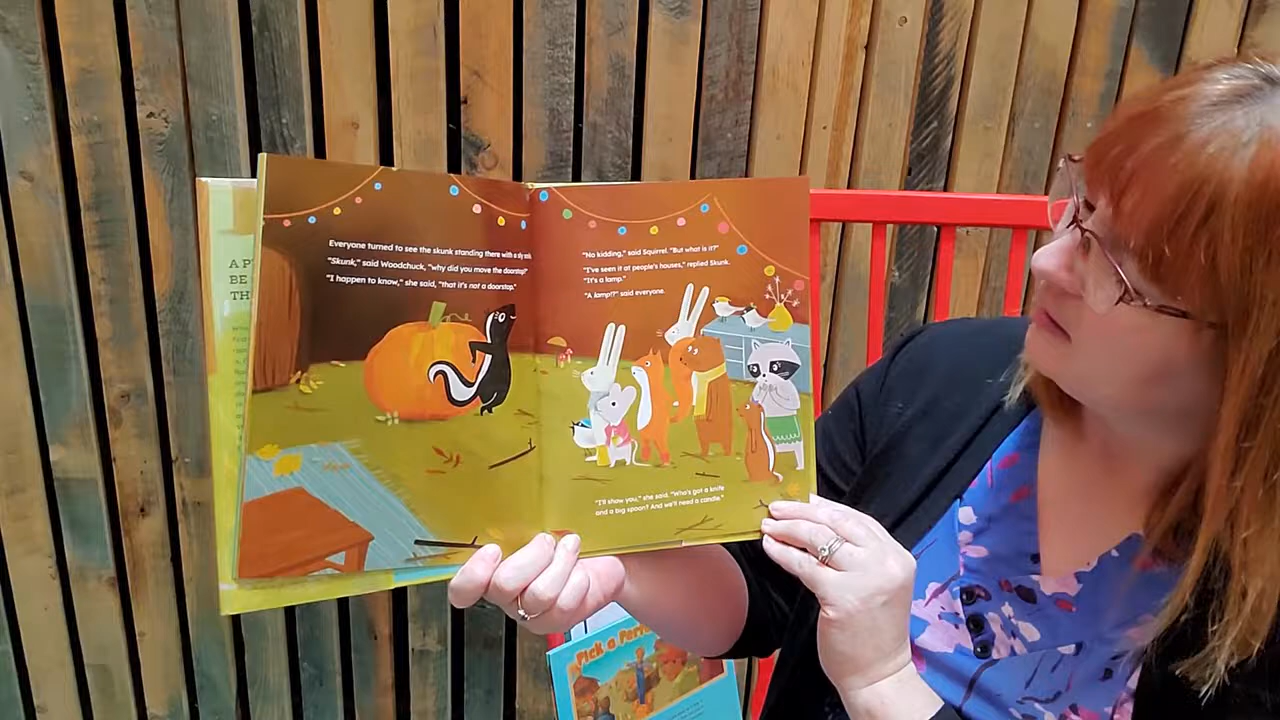 Everyone turned to see the skunk standing there with a sly
"Skunk," said Woodchuck, "why did you move the doorstop?"
"I happen to know," she said, "that it's not a doorstop."
"No kidding," said Squirrel. "But what is it?"
"I've seen it at people's houses," replied Skunk.
"It's a lamp."
"A lamp!?" said everyone.
"I'll show you," she said. "Who's got a knife
and a big spoon? And we'll need a candle."
A P
BE
TH
Pick a